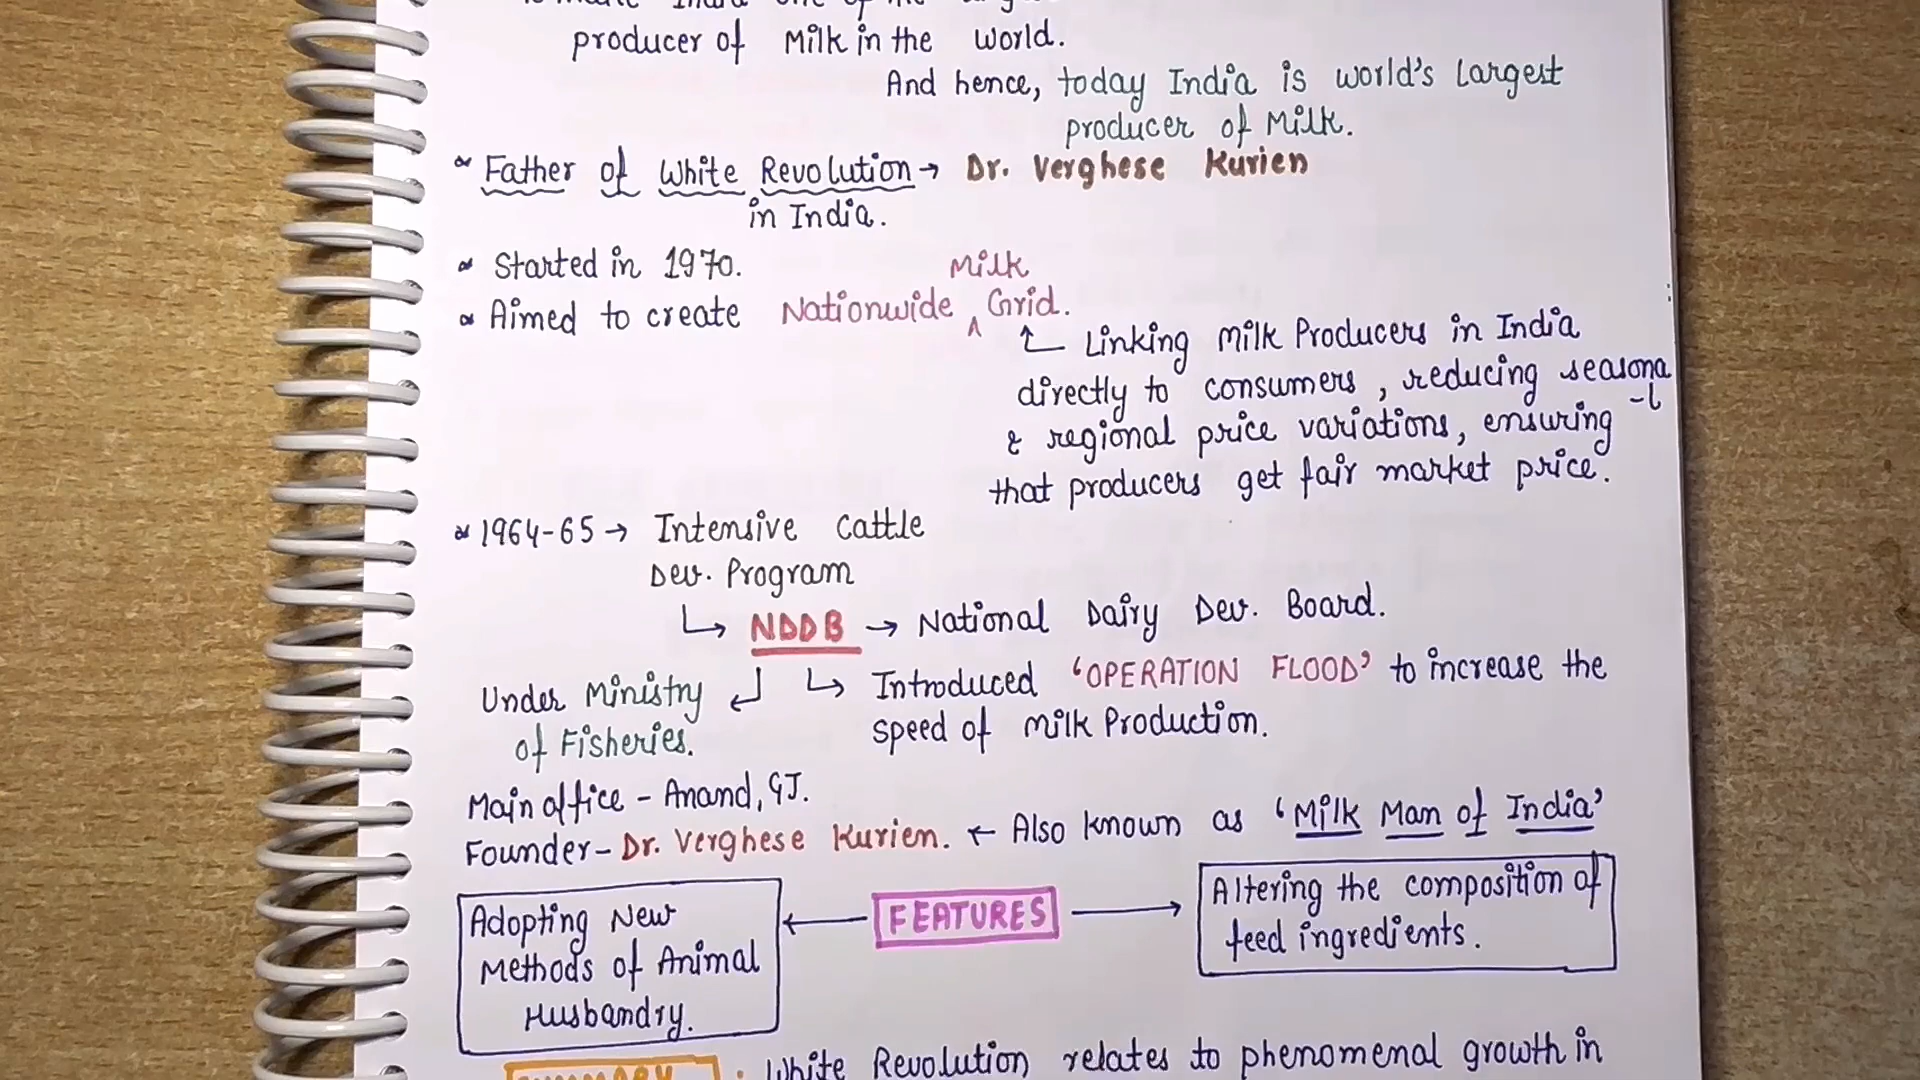 producer of Milk in the world.
And hence, today India is world's Largest
producer of Milk.
Father of White Revolution → Dr. Verghese Kurien
in India.
Started in 1970.
Milk
Aimed to create Nationwide ^ Grid.
Linking Milk Producers in India
directly to consumers, reducing seasona
-l
& regional price variations, ensuring
that producers get fair market price.
1964-65 → Intensive Cattle
Dev. Program
↳ NDDB → National Dairy Dev. Board.
↳ Introduced 'OPERATION FLOOD' to increase the
speed of Milk Production.
Under Ministry
of Fisheries.
Main office - Anand, GJ.
Founder - Dr. Verghese Kurien. ← Also known as 'Milk Man of India'
Adopting New
Methods of Animal
Husbandry.
← FEATURES →
Altering the composition of
feed ingredients.
SUMMARY : White Revolution relates to phenomenal growth in